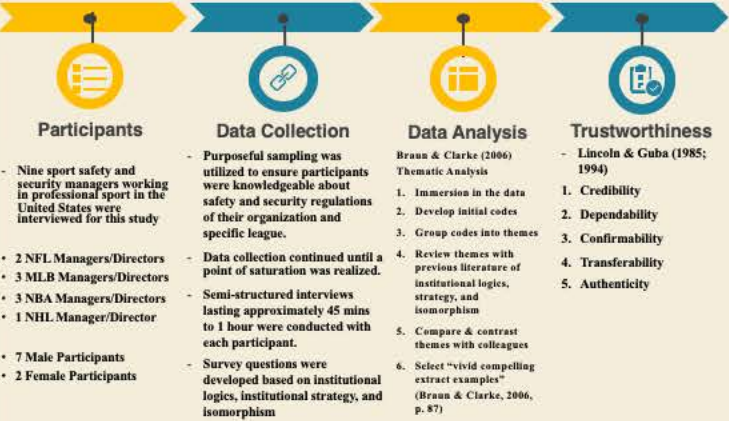 Participants
- Nine sport safety and
security managers working
in professional sport in the
United States were
interviewed for this study
• 2 NFL Managers/Directors
• 3 MLB Managers/Directors
• 3 NBA Managers/Directors
• 1 NHL Manager/Director
• 7 Male Participants
• 2 Female Participants
Data Collection
- Purposeful sampling was
utilized to ensure participants
were knowledgeable about
safety and security regulations
of their organization and
specific league.
- Data collection continued until a
point of saturation was realized.
- Semi-structured interviews
lasting approximately 45 mins
to 1 hour were conducted with
each participant.
- Survey questions were
developed based on institutional
logics, institutional strategy, and
isomorphism
Data Analysis
Braun & Clarke (2006)
Thematic Analysis
1. Immersion in the data
2. Develop initial codes
3. Group codes into themes
4. Review themes with
previous literature of
institutional logics,
strategy, and
isomorphism
5. Compare & contrast
themes with colleagues
6. Select “vivid compelling
extract examples”
(Braun & Clarke, 2006,
p. 87)
Trustworthiness
- Lincoln & Guba (1985;
1994)
1. Credibility
2. Dependability
3. Confirmability
4. Transferability
5. Authenticity